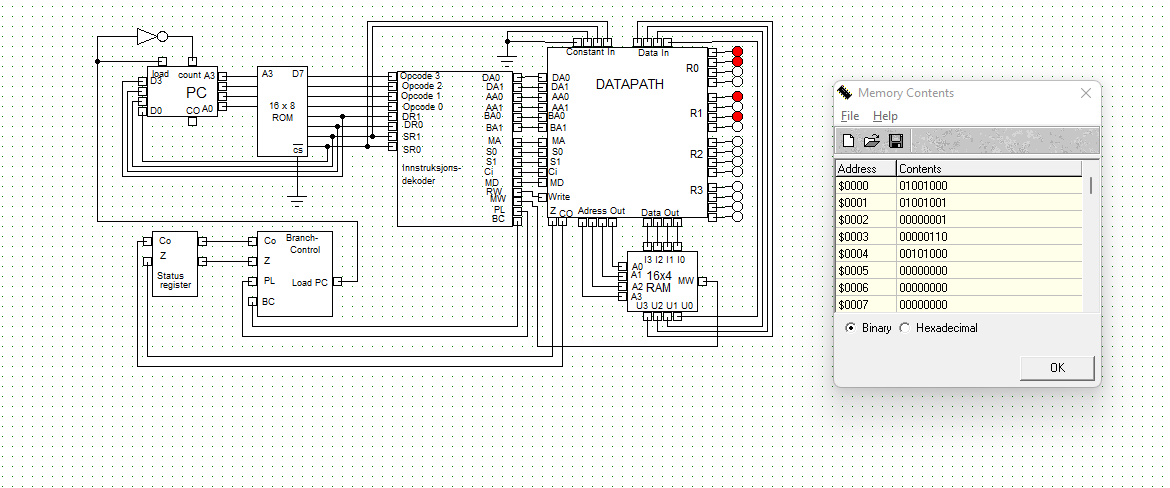 load count A3
D3
PC
D0 CO A0
A3 D7
16 x 8
ROM
cs
Opcode 3
Opcode 2
Opcode 1
Opcode 0
DR1
DR0
SR1
SR0
Innstruksjons-
dekoder
DA0
DA1
AA0
AA1
BA0
BA1
MA
S0
S1
Ci
MD
RW
MW
PL
BC
Constant In Data In
DATAPATH
DA0
DA1
AA0
AA1
BA0
BA1
MA
S0
S1
Ci
MD
Write
Z CO Adress Out Data Out
R0
R1
R2
R3
I3 I2 I1 I0
A0
A1
A2
A3
16x4
RAM
MW
U3 U2 U1 U0
Co
Z
Status
register
Branch-
Control
Co
Z
PL
BC
Load PC
Memory Contents
File Help
Address Contents
$0000 01001000
$0001 01001001
$0002 00000001
$0003 00000110
$0004 00101000
$0005 00000000
$0006 00000000
$0007 00000000
Binary Hexadecimal
OK